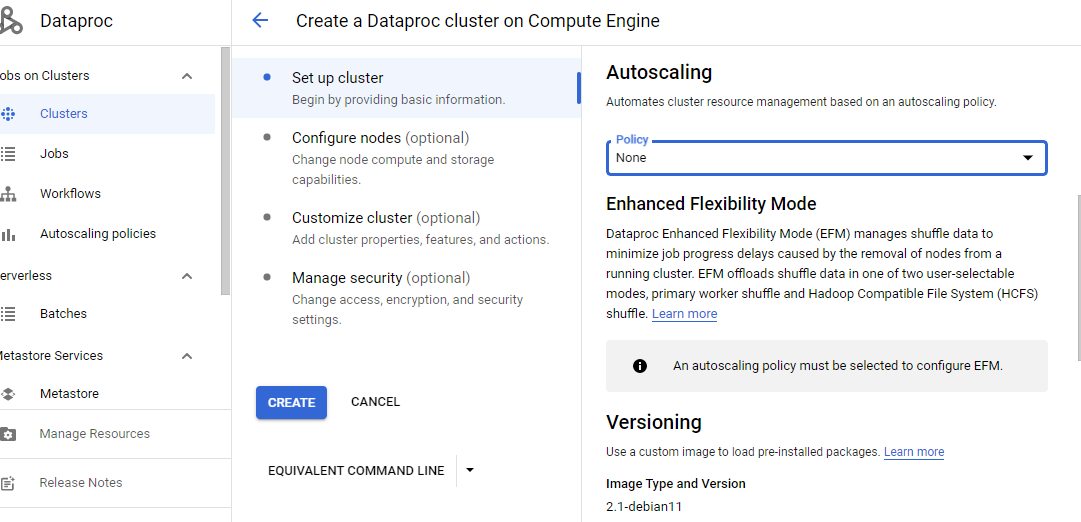 Dataproc
Create a Dataproc cluster on Compute Engine
obs on Clusters
Clusters
Jobs
Workflows
Autoscaling policies
erverless
Batches
Metastore Services
Metastore
Manage Resources
Release Notes
Set up cluster
Begin by providing basic information.
Configure nodes (optional)
Change node compute and storage
capabilities.
Customize cluster (optional)
Add cluster properties, features, and actions.
Manage security (optional)
Change access, encryption, and security
settings.
CREATE
CANCEL
EQUIVALENT COMMAND LINE
Autoscaling
Automates cluster resource management based on an autoscaling policy.
Policy
None
Enhanced Flexibility Mode
Dataproc Enhanced Flexibility Mode (EFM) manages shuffle data to
minimize job progress delays caused by the removal of nodes from a
running cluster. EFM offloads shuffle data in one of two user-selectable
modes, primary worker shuffle and Hadoop Compatible File System (HCFS)
shuffle. Learn more
An autoscaling policy must be selected to configure EFM.
Versioning
Use a custom image to load pre-installed packages. Learn more
Image Type and Version
2.1-debian11